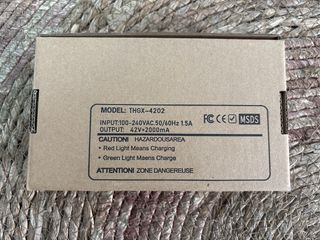 MODEL: THGX-4202
INPUT:100-240VAC.50/60Hz 1.5A
OUTPUT: 42V=2000mA
FC CE MSDS
CAUTION! HAZARDOUSAREA
• Red Light Means Charging
• Green Light Maens Charge
ATTENTION! ZONE DANGEREUSE